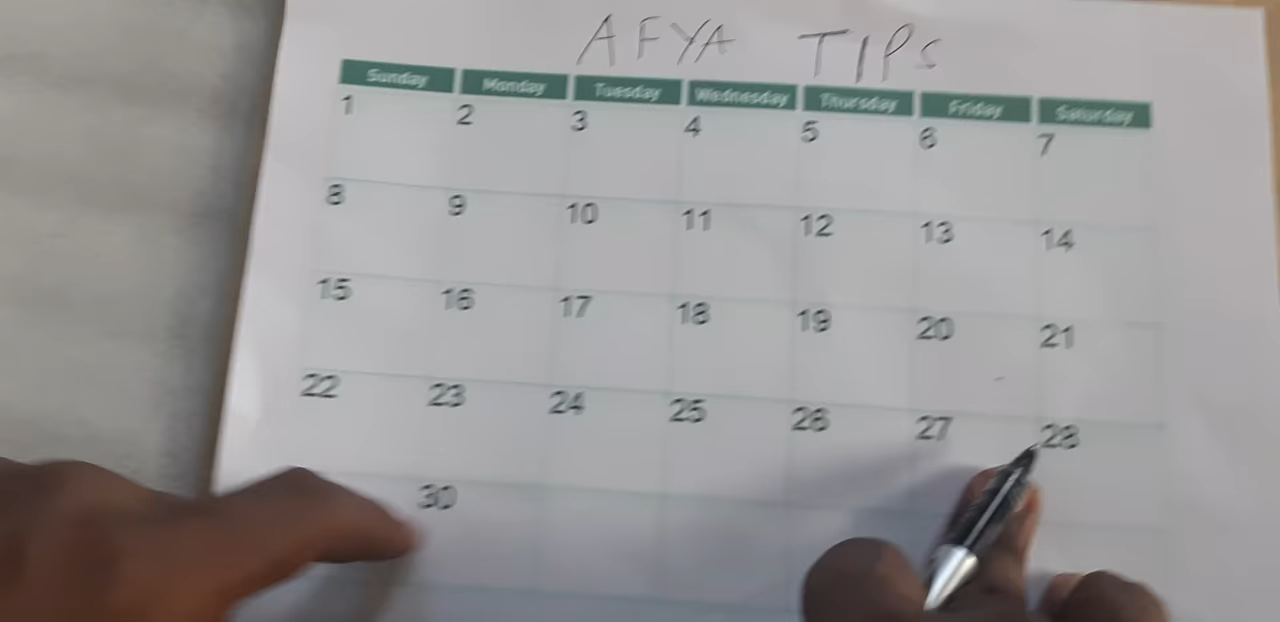 AFYA TIPS
Sunday Monday Tuesday Wednesday Thursday Friday Saturday
1 2 3 4 5 6 7
8 9 10 11 12 13 14
15 16 17 18 19 20 21
22 23 24 25 26 27 28
30